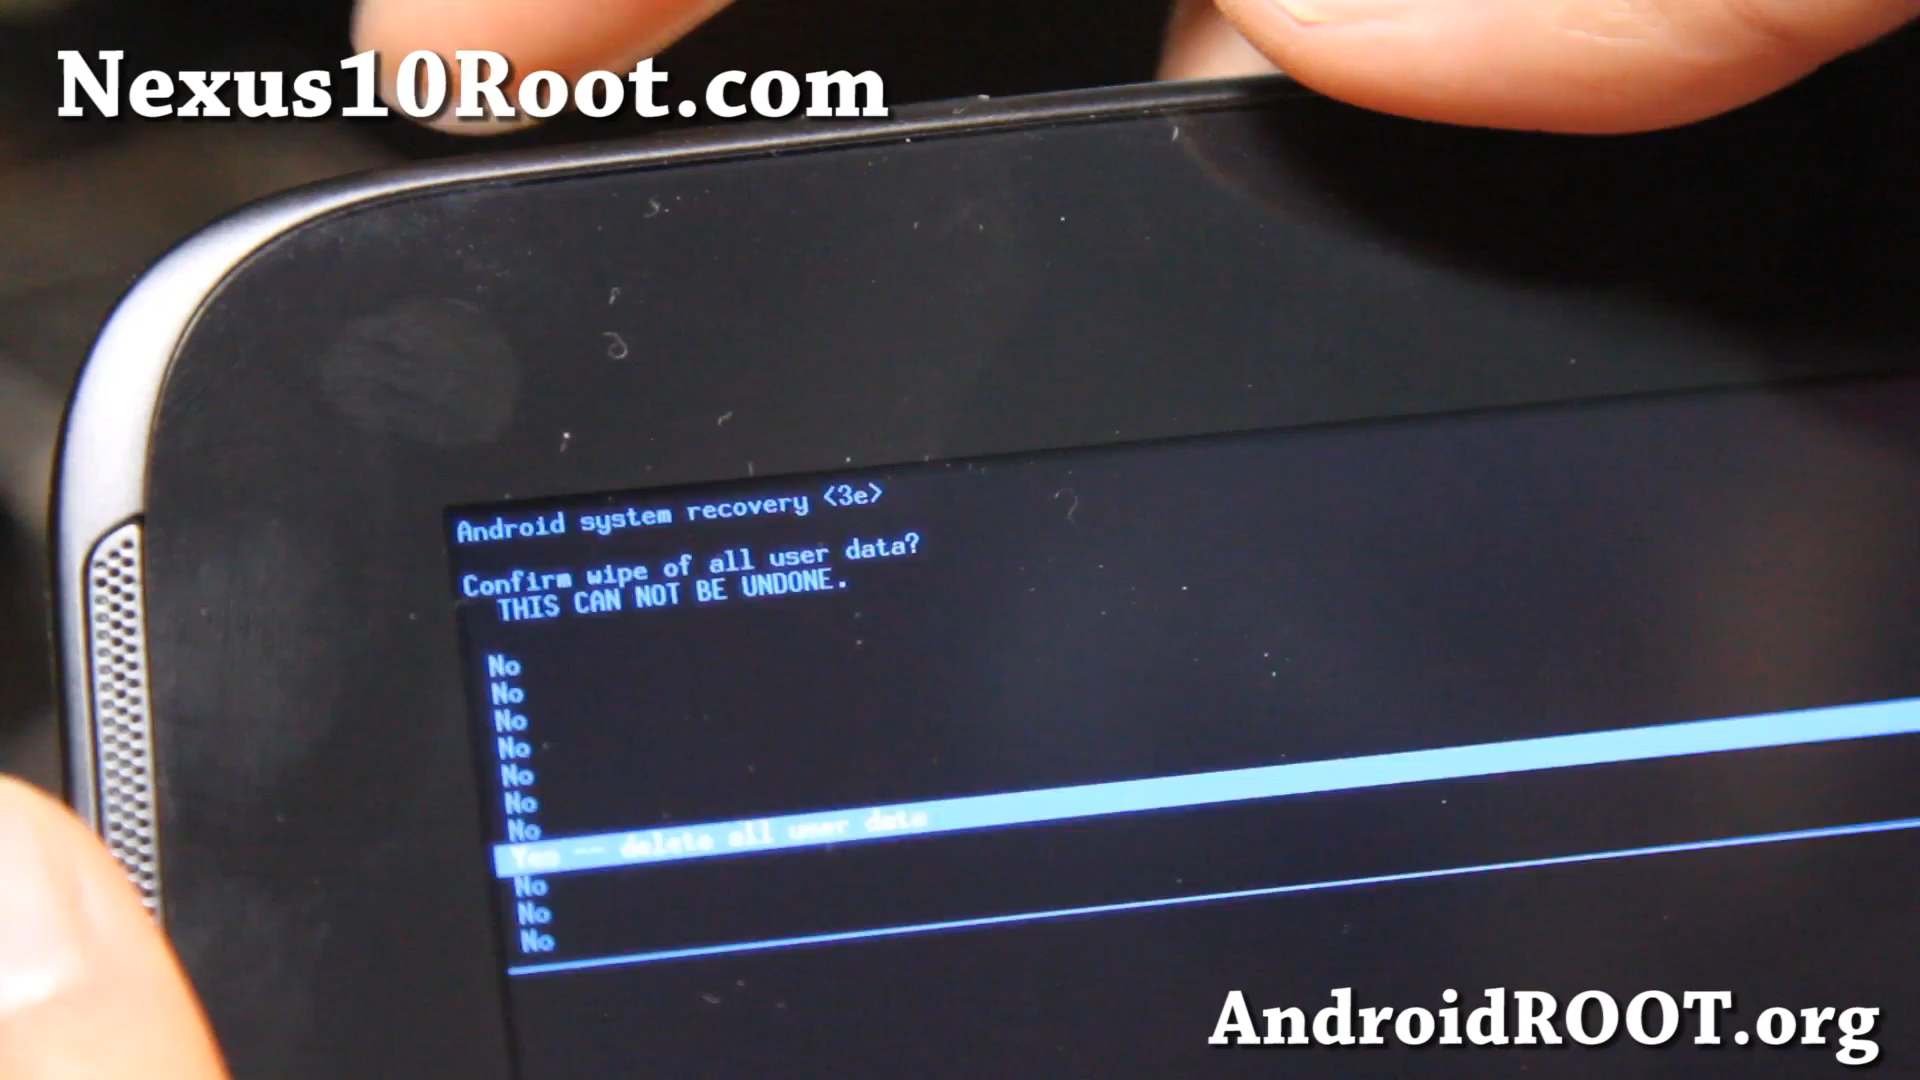 Nexus10Root.com
Android system recovery <3e>
Confirm wipe of all user data?
THIS CAN NOT BE UNDONE.
No
No
No
No
No
No
No
Yes -- delete all user data
No
No
No
AndroidROOT.org